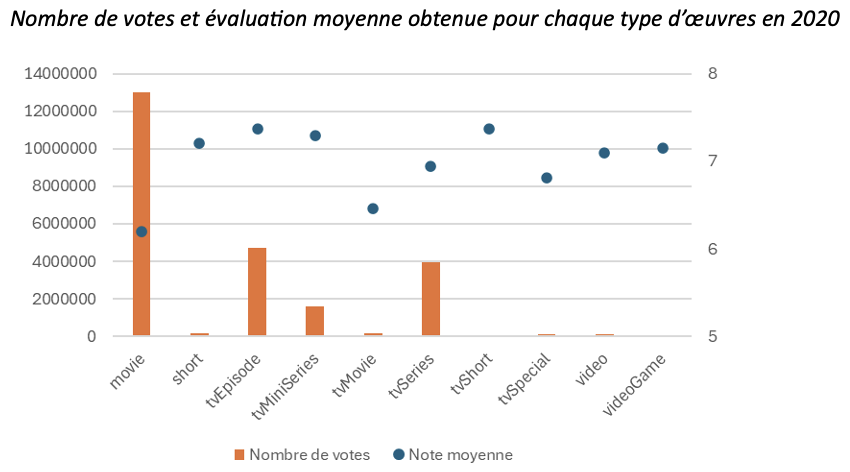 Nombre de votes et évaluation moyenne obtenue pour chaque type d’œuvres en 2020
14000000
12000000
10000000
8000000
6000000
4000000
2000000
0
8
7
6
5
movie
short
tvEpisode
tvMiniSeries
tvMovie
tvSeries
tvShort
tvSpecial
video
videoGame
Nombre de votes
Note moyenne